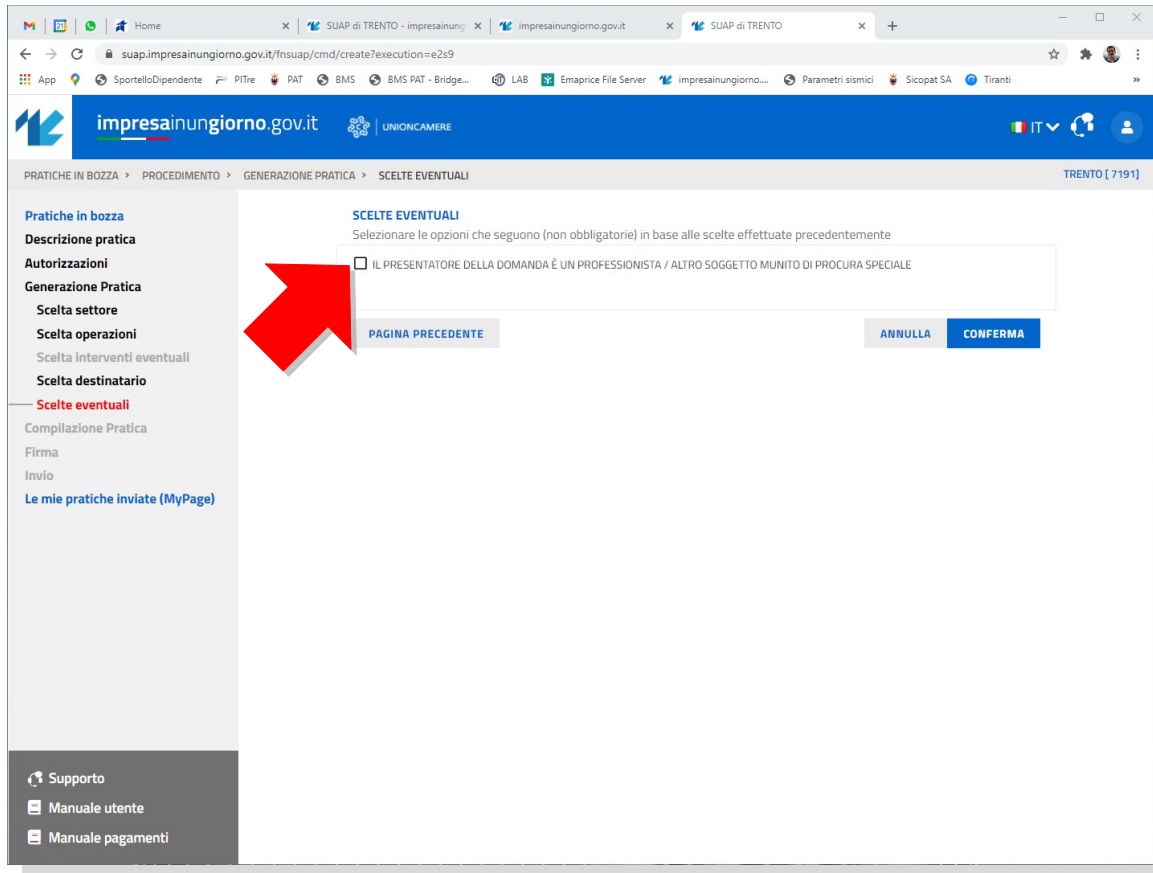 21
Home
SUAP di TRENTO - impresainung
impresainungiorno.gov.it
SUAP di TRENTO
suap.impresainungiorno.gov.it/fnsuap/cmd/create?execution=e2s9
App
SportelloDipendente
PITre
PAT
BMS
BMS PAT - Bridge...
LAB
Emaprice File Server
impresainungiorno....
Parametri sismici
Sicopat SA
Tiranti
»
impresainungiorno.gov.it
UNIONCAMERE
IT
PRATICHE IN BOZZA > PROCEDIMENTO > GENERAZIONE PRATICA > SCELTE EVENTUALI
TRENTO [ 7191]
Pratiche in bozza
Descrizione pratica
Autorizzazioni
Generazione Pratica
Scelta settore
Scelta operazioni
Scelta interventi eventuali
Scelta destinatario
Scelte eventuali
Compilazione Pratica
Firma
Invio
Le mie pratiche inviate (MyPage)
SCELTE EVENTUALI
Selezionare le opzioni che seguono (non obbligatorie) in base alle scelte effettuate precedentemente
IL PRESENTATORE DELLA DOMANDA È UN PROFESSIONISTA / ALTRO SOGGETTO MUNITO DI PROCURA SPECIALE
PAGINA PRECEDENTE
ANNULLA
CONFERMA
Supporto
Manuale utente
Manuale pagamenti